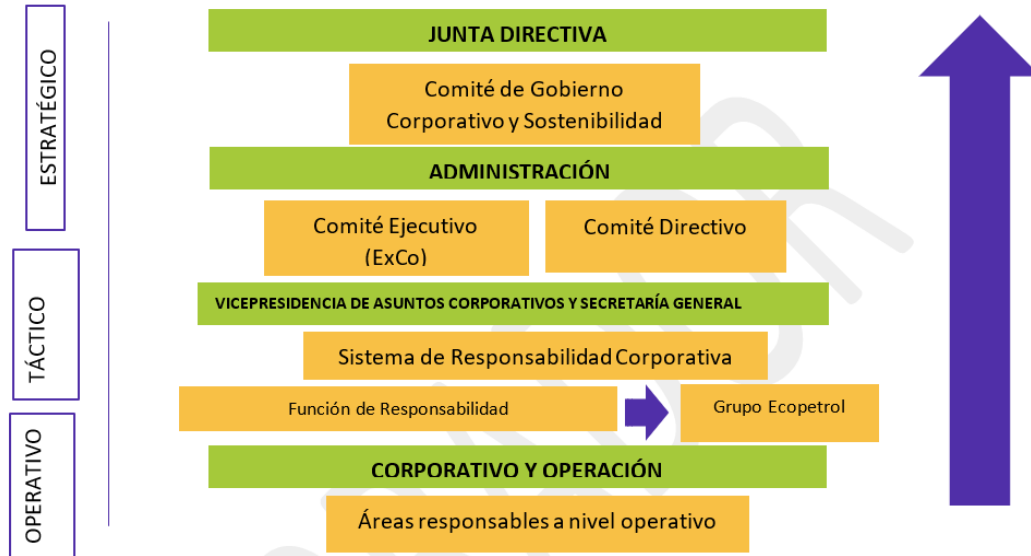 ESTRATÉGICO
JUNTA DIRECTIVA
Comité de Gobierno
Corporativo y Sostenibilidad
ADMINISTRACIÓN
Comité Ejecutivo
(ExCo)
Comité Directivo
TÁCTICO
VICEPRESIDENCIA DE ASUNTOS CORPORATIVOS Y SECRETARÍA GENERAL
Sistema de Responsabilidad Corporativa
Función de Responsabilidad
Grupo Ecopetrol
OPERATIVO
CORPORATIVO Y OPERACIÓN
Áreas responsables a nivel operativo